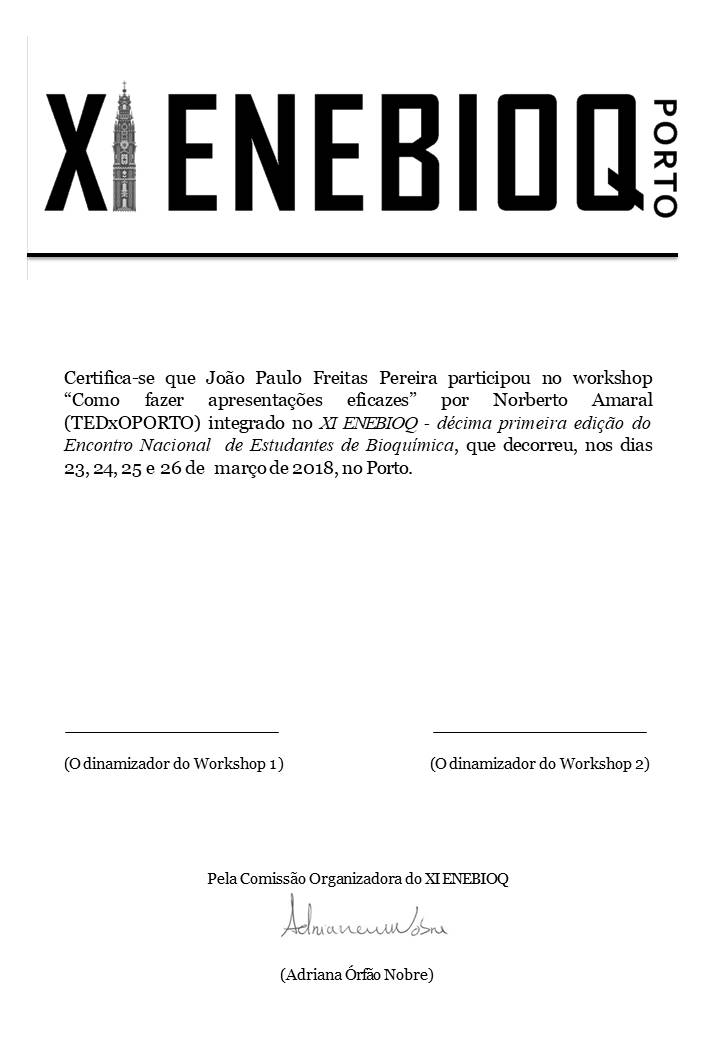 XI ENEBIOQ PORTO
Certifica-se que João Paulo Freitas Pereira participou no workshop
“Como fazer apresentações eficazes” por Norberto Amaral
(TEDxOPORTO) integrado no XI ENEBIOQ - décima primeira edição do
Encontro Nacional de Estudantes de Bioquímica, que decorreu, nos dias
23, 24, 25 e 26 de março de 2018, no Porto.
(O dinamizador do Workshop 1)
(O dinamizador do Workshop 2)
Pela Comissão Organizadora do XI ENEBIOQ
Adriana Nobre
(Adriana Órfão Nobre)